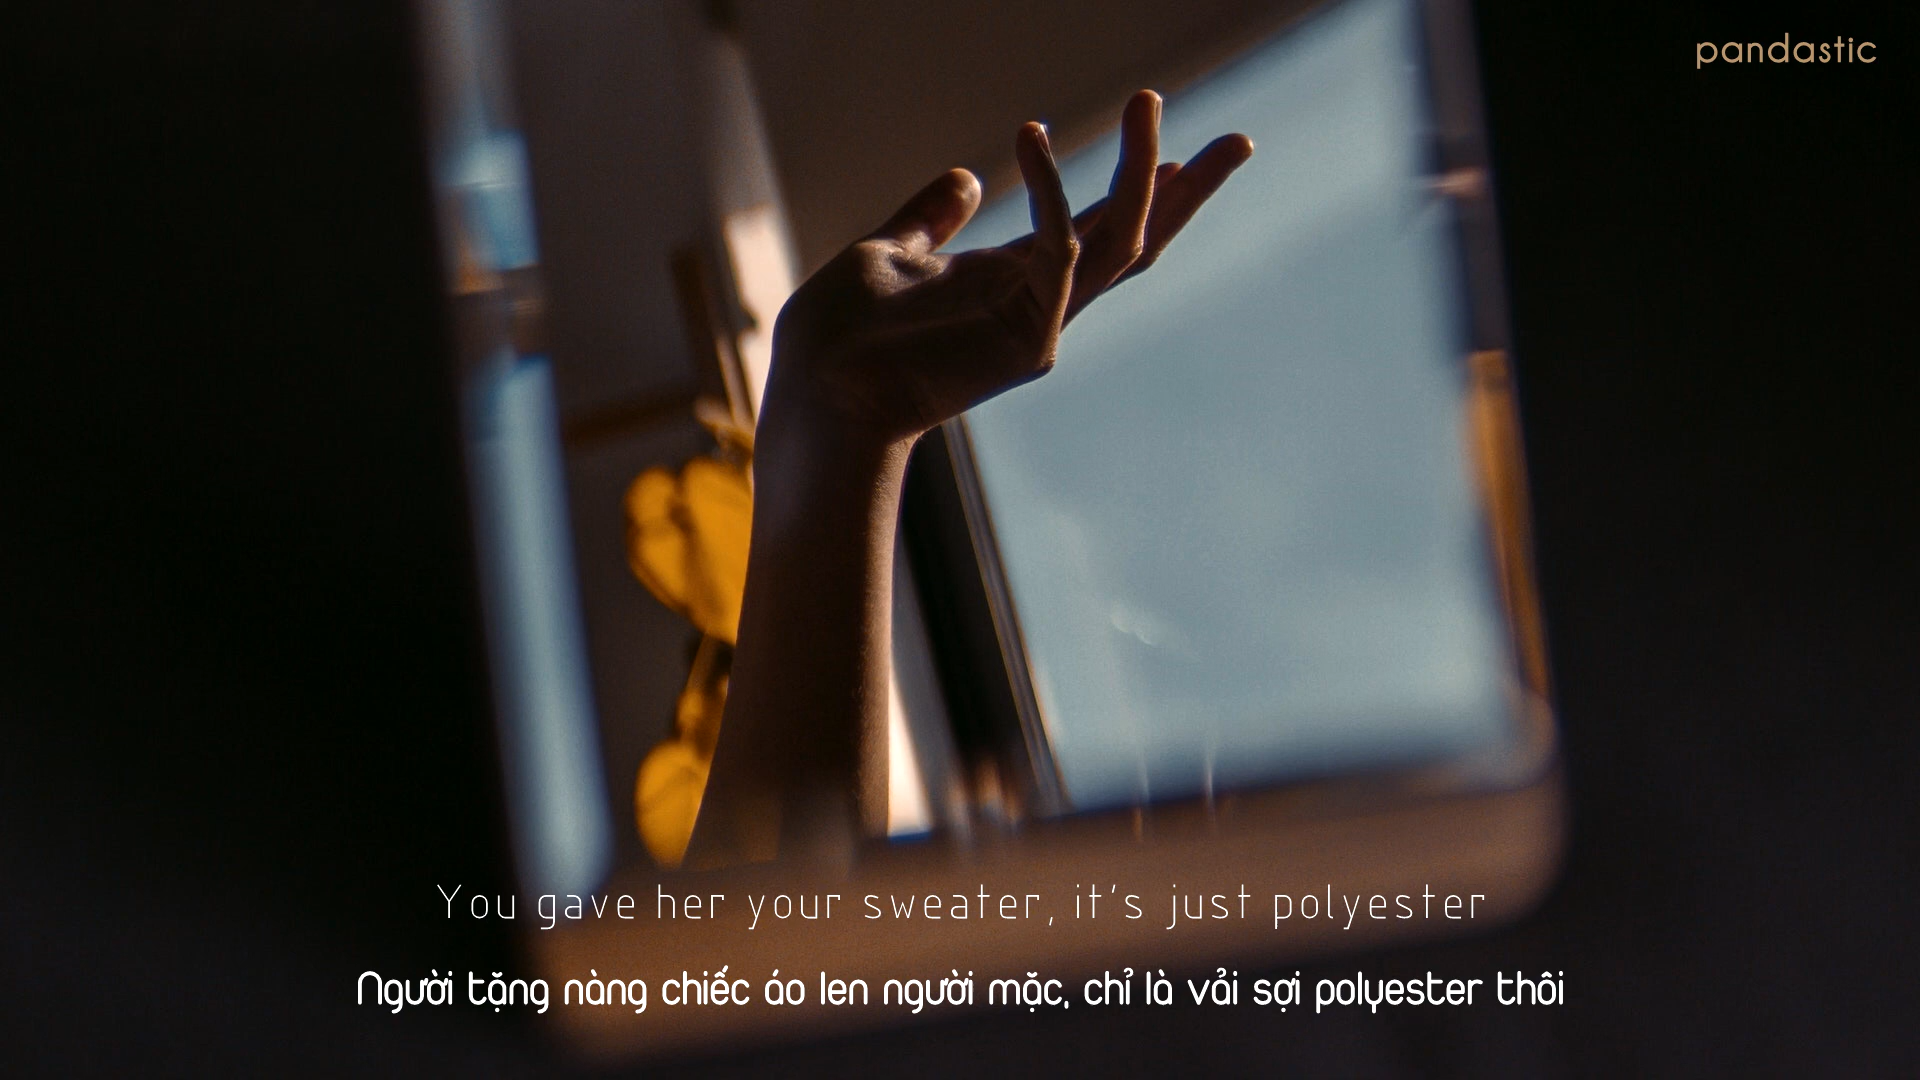 pandastic
You gave her your sweater, it's just polyester
Người tặng nàng chiếc áo len người mặc, chỉ là vải sợi polyester thôi